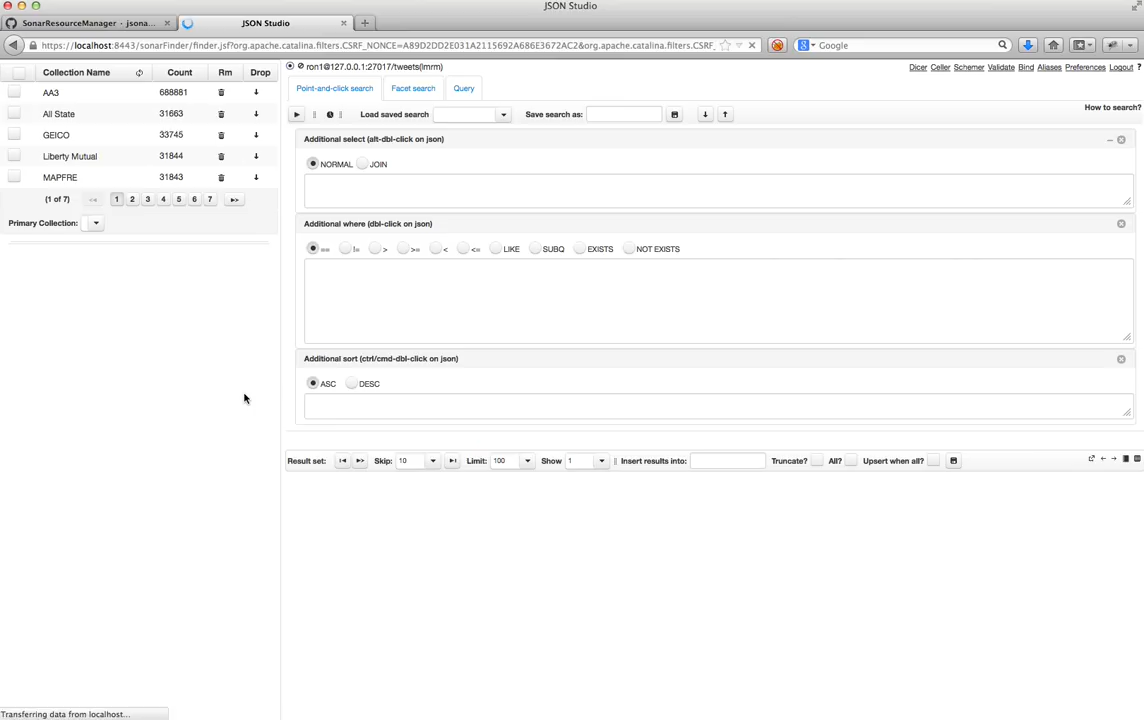 JSON Studio
SonarResourceManager · jsona... × JSON Studio × +
https://localhost:8443/sonarFinder/finder.jsf?org.apache.catalina.filters.CSRF_NONCE=A89D2DD2E031A2115692A686E3672AC2&org.apache.catalina.filters.CSRF_ Google
Collection Name Count Rm Drop
AA3 688881
All State 31663
GEICO 33745
Liberty Mutual 31844
MAPFRE 31843
(1 of 7) 1 2 3 4 5 6 7
Primary Collection:
ron1@127.0.0.1:27017/tweets(lmrm) Dicer Celler Schemer Validate Bind Aliases Preferences Logout ?
Point-and-click search Facet search Query
How to search?
Load saved search Save search as:
Additional select (alt-dbl-click on json)
NORMAL JOIN
Additional where (dbl-click on json)
== != > >= < <= LIKE SUBQ EXISTS NOT EXISTS
Additional sort (ctrl/cmd-dbl-click on json)
ASC DESC
Result set: Skip: 10 Limit: 100 Show 1 Insert results into: Truncate? All? Upsert when all?
Transferring data from localhost...